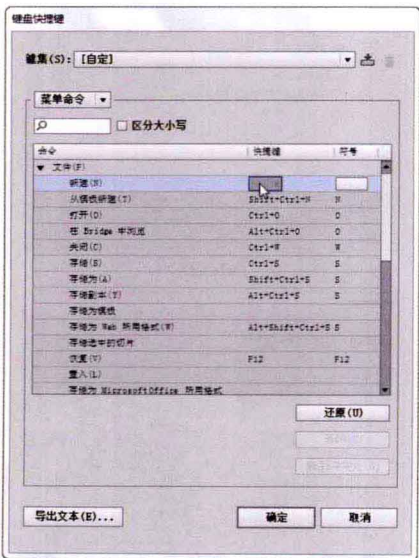 键盘快捷键
键集(S): [自定]
菜单命令
区分大小写
命令 快捷键 符号
文件(F)
新建(N)
从模板新建(T) Shift+Ctrl+N N
打开(O) Ctrl+O O
在 Bridge 中浏览 Alt+Ctrl+O O
关闭(C) Ctrl+W W
存储(S) Ctrl+S S
存储为(A) Shift+Ctrl+S S
存储副本(Y) Alt+Ctrl+S S
存储为模板
存储为 Web 所用格式(W) Alt+Shift+Ctrl+S S
存储选中的切片
恢复(V) F12 F12
置入(L)
存储为 Microsoft Office 所用格式
还原(U)
导出文本(E)... 确定 取消